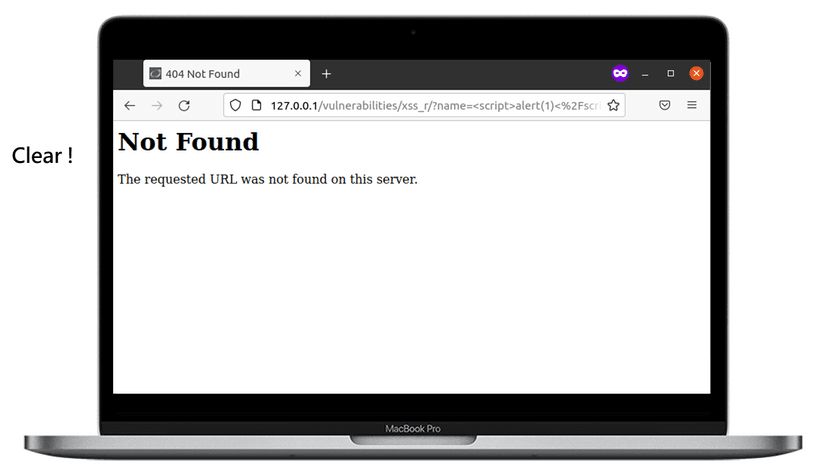 404 Not Found
127.0.0.1/vulnerabilities/xss_r/?name=<script>alert(1)<%2Fscri
Not Found
Clear !
The requested URL was not found on this server.
MacBook Pro